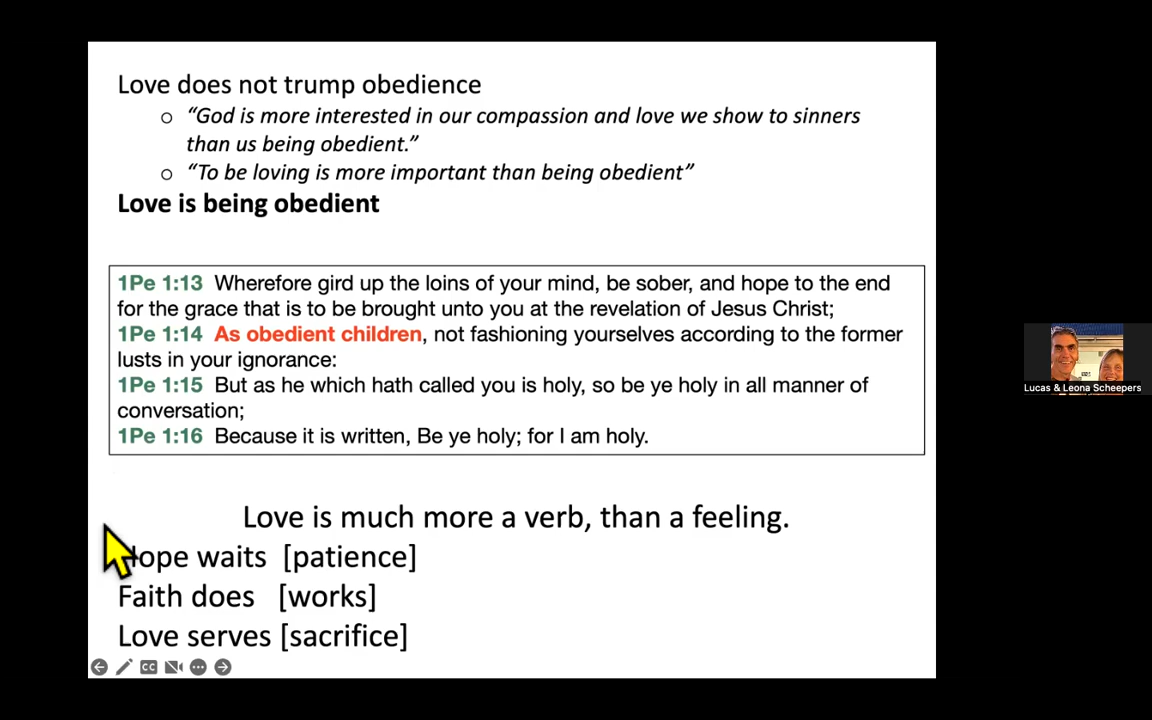 Love does not trump obedience
o “God is more interested in our compassion and love we show to sinners
than us being obedient.”
o “To be loving is more important than being obedient”
Love is being obedient
1Pe 1:13 Wherefore gird up the loins of your mind, be sober, and hope to the end
for the grace that is to be brought unto you at the revelation of Jesus Christ;
1Pe 1:14 As obedient children, not fashioning yourselves according to the former
lusts in your ignorance:
1Pe 1:15 But as he which hath called you is holy, so be ye holy in all manner of
conversation;
1Pe 1:16 Because it is written, Be ye holy; for I am holy.
Lucas & Leona Scheepers
Love is much more a verb, than a feeling.
Hope waits [patience]
Faith does [works]
Love serves [sacrifice]
CC